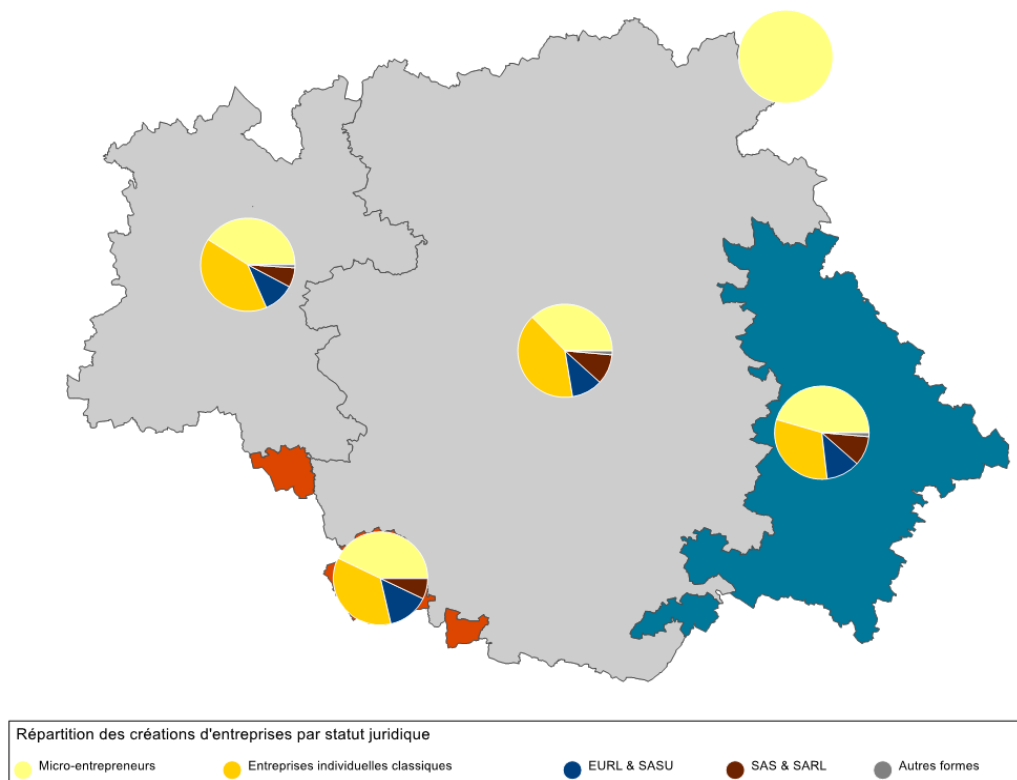 Répartition des créations d'entreprises par statut juridique
Micro-entrepreneurs Entreprises individuelles classiques EURL & SASU SAS & SARL Autres formes